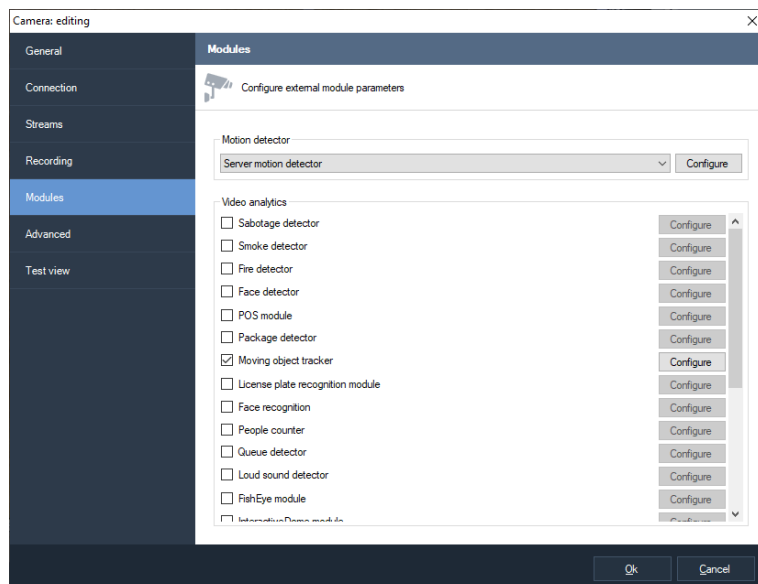 Camera: editing
General
Connection
Streams
Recording
Modules
Advanced
Test view
Modules
Configure external module parameters
Motion detector
Server motion detector Configure
Video analytics
Sabotage detector Configure
Smoke detector Configure
Fire detector Configure
Face detector Configure
POS module Configure
Package detector Configure
Moving object tracker Configure
License plate recognition module Configure
Face recognition Configure
People counter Configure
Queue detector Configure
Loud sound detector Configure
FishEye module Configure
Ok Cancel